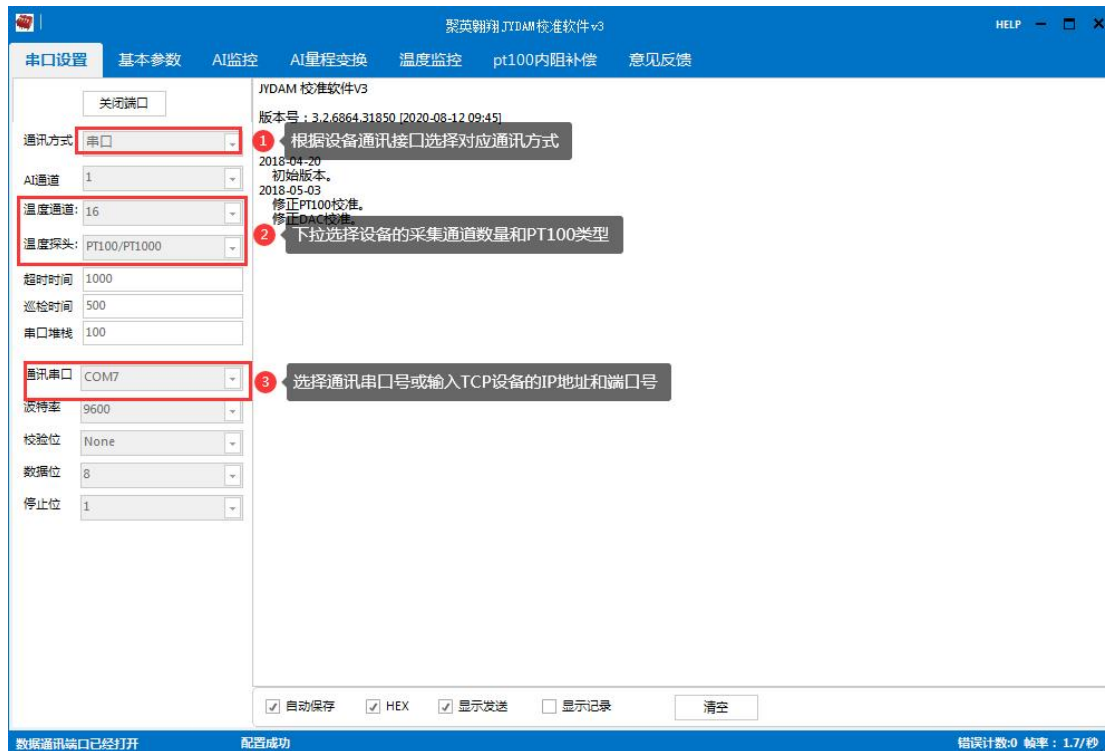 聚英翱翔JYDAM校准软件v3
HELP
串口设置 基本参数 AI监控 AI量程变换 温度监控 pt100内阻补偿 意见反馈
关闭端口
通讯方式 串口
AI通道 1
温度通道: 16
温度探头: PT100/PT1000
超时时间 1000
巡检时间 500
串口堆栈 100
通讯串口 COM7
波特率 9600
校验位 None
数据位 8
停止位 1
JYDAM 校准软件V3
版本号：3.2.6864.31850 [2020-08-12 09:45]
1 根据设备通讯接口选择对应通讯方式
2018-04-20
初始版本。
2018-05-03
修正PT100校准。
修正DAC校准。
2 下拉选择设备的采集通道数量和PT100类型
3 选择通讯串口号或输入TCP设备的IP地址和端口号
自动保存 HEX 显示发送 显示记录 清空
数据通讯端口已经打开 配置成功 错误计数:0 帧率：1.7/秒